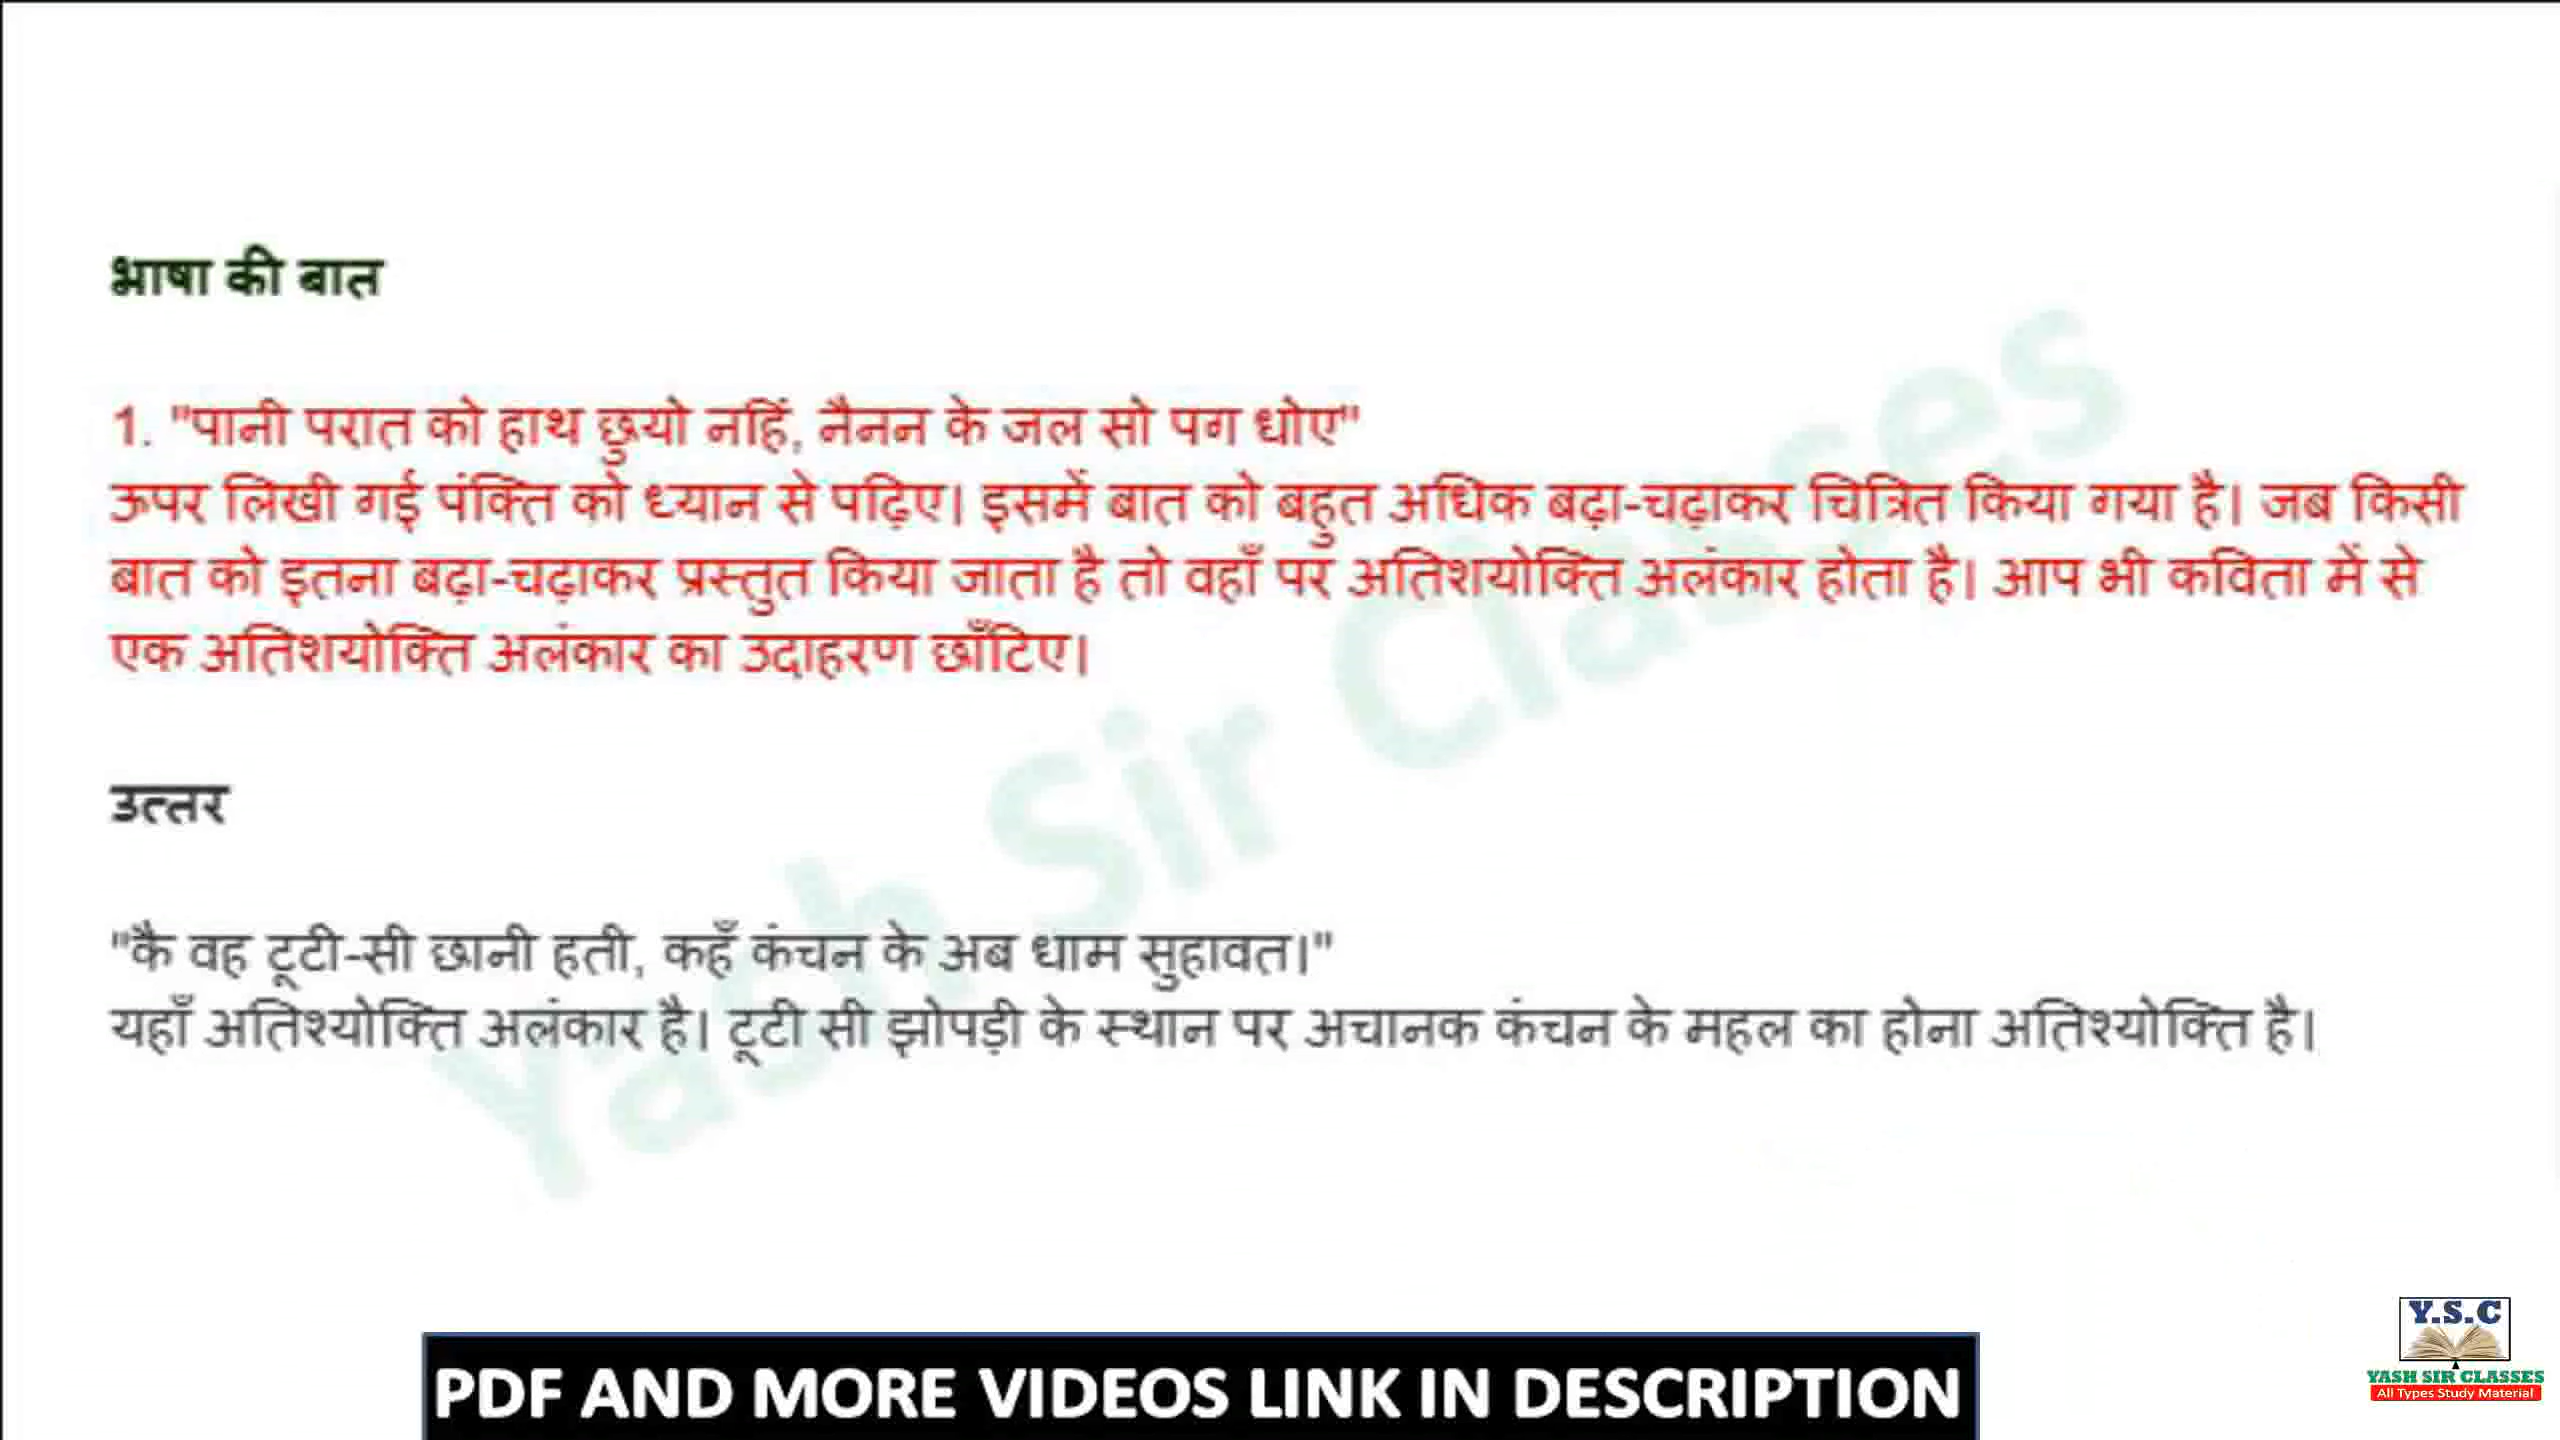 भाषा की बात
1. "पानी परात को हाथ छुयो नहिं, नैनन के जल सो पग धोए"
ऊपर लिखी गई पंक्ति को ध्यान से पढ़िए। इसमें बात को बहुत अधिक बढ़ा-चढ़ाकर चित्रित किया गया है। जब किसी
बात को इतना बढ़ा-चढ़ाकर प्रस्तुत किया जाता है तो वहाँ पर अतिशयोक्ति अलंकार होता है। आप भी कविता में से
एक अतिशयोक्ति अलंकार का उदाहरण छाँटिए।
उत्तर
"कै वह टूटी-सी छानी हती, कहँ कंचन के अब धाम सुहावत।"
यहाँ अतिश्योक्ति अलंकार है। टूटी सी झोपड़ी के स्थान पर अचानक कंचन के महल का होना अतिश्योक्ति है।
Yash Sir Classes
PDF AND MORE VIDEOS LINK IN DESCRIPTION
Y.S.C
YASH SIR CLASSES
All Types Study Material